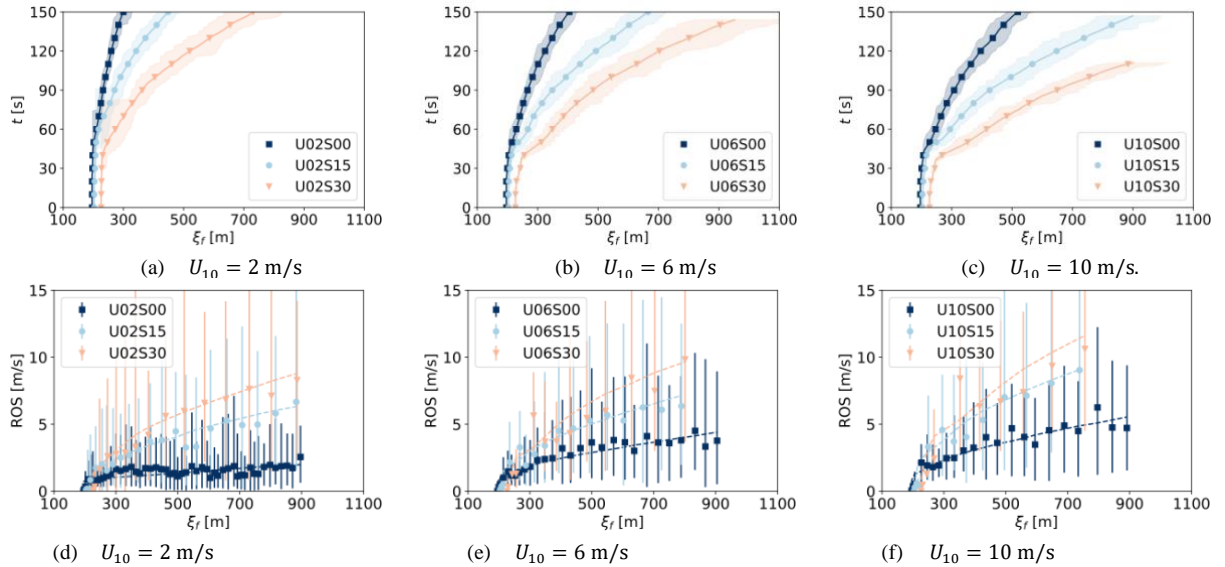 150
120
90
60
30
0
t [s]
U02S00
U02S15
U02S30
100 300 500 700 900 1100
ξf [m]
(a) U10 = 2 m/s
150
120
90
60
30
0
t [s]
U06S00
U06S15
U06S30
100 300 500 700 900 1100
ξf [m]
(b) U10 = 6 m/s
150
120
90
60
30
0
t [s]
U10S00
U10S15
U10S30
100 300 500 700 900 1100
ξf [m]
(c) U10 = 10 m/s.
15
10
5
0
ROS [m/s]
U02S00
U02S15
U02S30
100 300 500 700 900 1100
ξf [m]
(d) U10 = 2 m/s
15
10
5
0
ROS [m/s]
U06S00
U06S15
U06S30
100 300 500 700 900 1100
ξf [m]
(e) U10 = 6 m/s
15
10
5
0
ROS [m/s]
U10S00
U10S15
U10S30
100 300 500 700 900 1100
ξf [m]
(f) U10 = 10 m/s